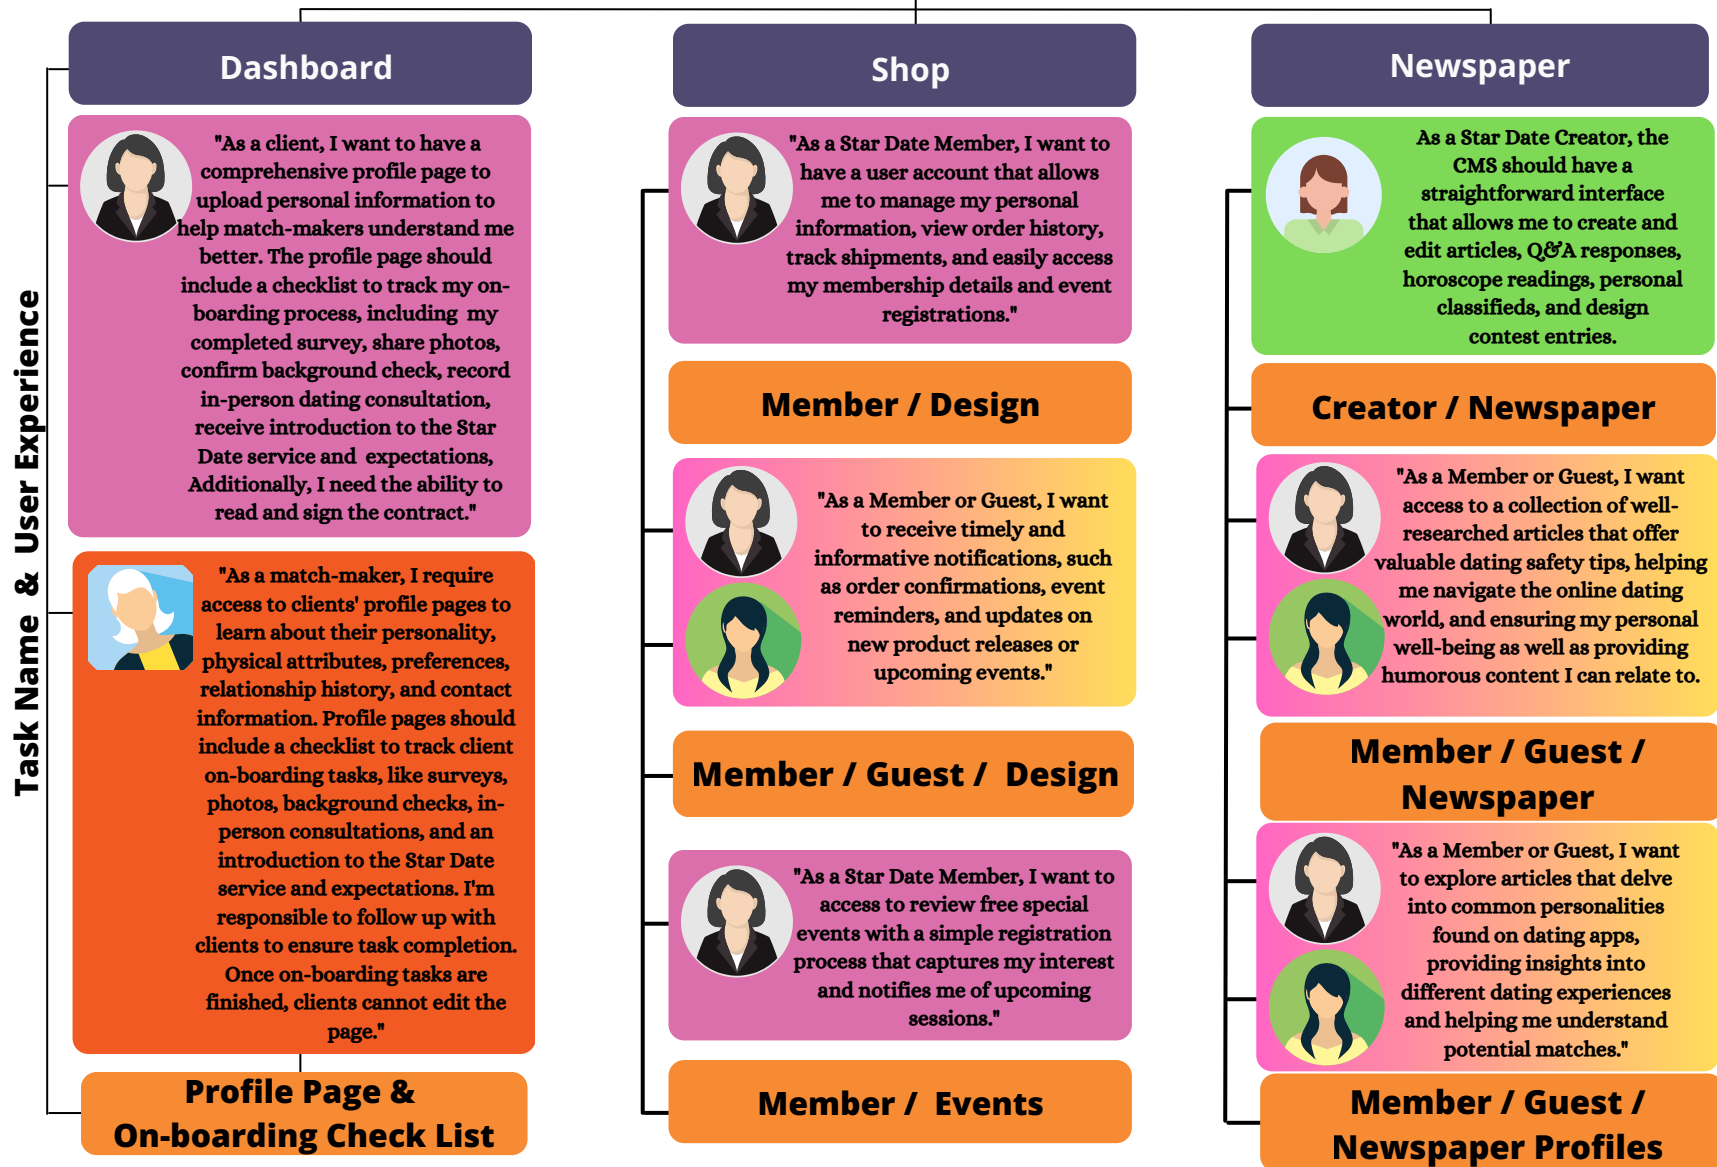 Task Name & User Experience
Dashboard
"As a client, I want to have a
comprehensive profile page to
upload personal information to
help match-makers understand me
better. The profile page should
include a checklist to track my on-
boarding process, including my
completed survey, share photos,
confirm background check, record
in-person dating consultation,
receive introduction to the Star
Date service and expectations,
Additionally, I need the ability to
read and sign the contract."
"As a match-maker, I require
access to clients' profile pages to
learn about their personality,
physical attributes, preferences,
relationship history, and contact
information. Profile pages should
include a checklist to track client
on-boarding tasks, like surveys,
photos, background checks, in-
person consultations, and an
introduction to the Star Date
service and expectations. I'm
responsible to follow up with
clients to ensure task completion.
Once on-boarding tasks are
finished, clients cannot edit the
page."
Profile Page &
On-boarding Check List
Shop
"As a Star Date Member, I want to
have a user account that allows
me to manage my personal
information, view order history,
track shipments, and easily access
my membership details and event
registrations."
Member / Design
"As a Member or Guest, I want
to receive timely and
informative notifications, such
as order confirmations, event
reminders, and updates on
new product releases or
upcoming events."
Member / Guest / Design
"As a Star Date Member, I want to
access to review free special
events with a simple registration
process that captures my interest
and notifies me of upcoming
sessions."
Member / Events
Newspaper
As a Star Date Creator, the
CMS should have a
straightforward interface
that allows me to create and
edit articles, Q&A responses,
horoscope readings, personal
classifieds, and design
contest entries.
Creator / Newspaper
"As a Member or Guest, I want
access to a collection of well-
researched articles that offer
valuable dating safety tips, helping
me navigate the online dating
world, and ensuring my personal
well-being as well as providing
humorous content I can relate to.
Member / Guest /
Newspaper
"As a Member or Guest, I want
to explore articles that delve
into common personalities
found on dating apps,
providing insights into
different dating experiences
and helping me understand
potential matches."
Member / Guest /
Newspaper Profiles